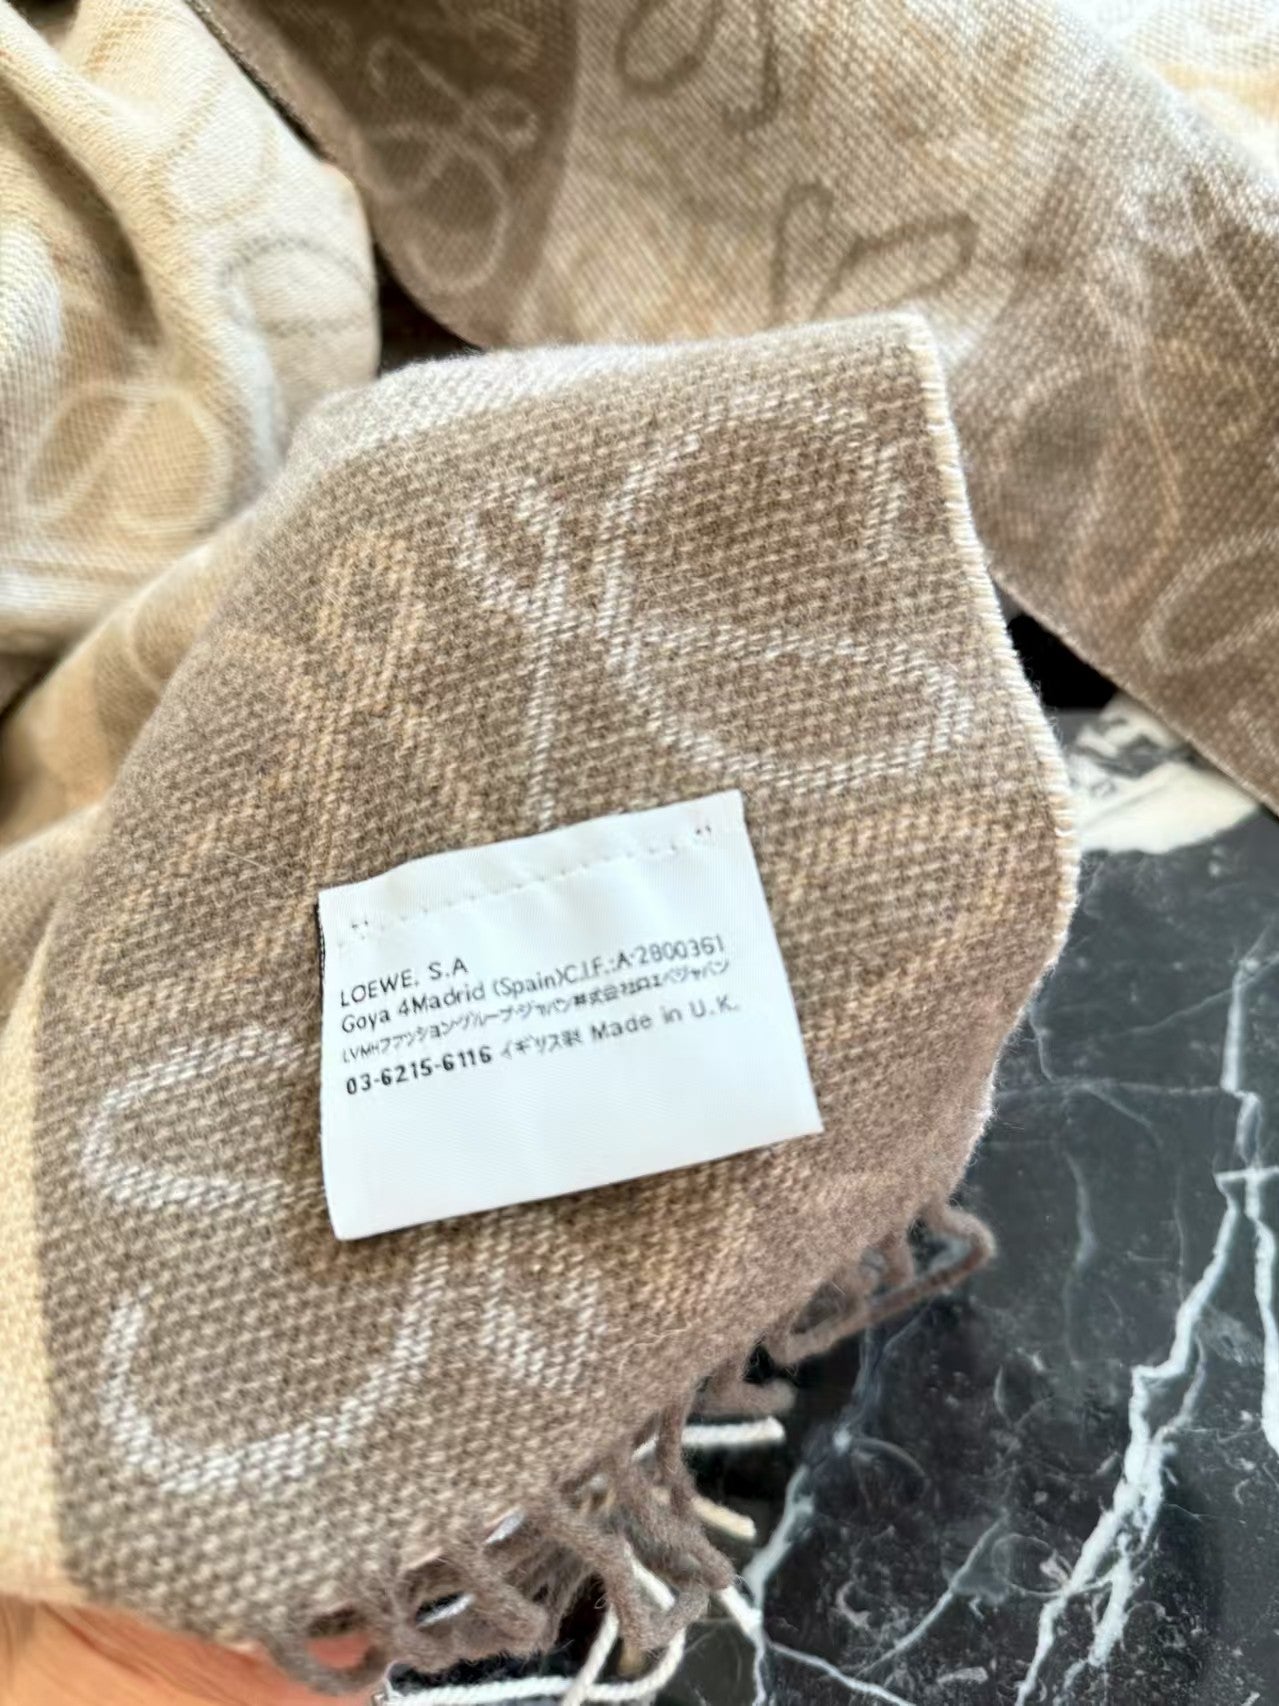 LOEWE, S.A
Goya 4Madrid (Spain)C.I.F.:A-2800361
LVMHファッション・グループ・ジャパン株式会社ロエベジャパン
03-6215-6116 イギリス製 Made in U.K.